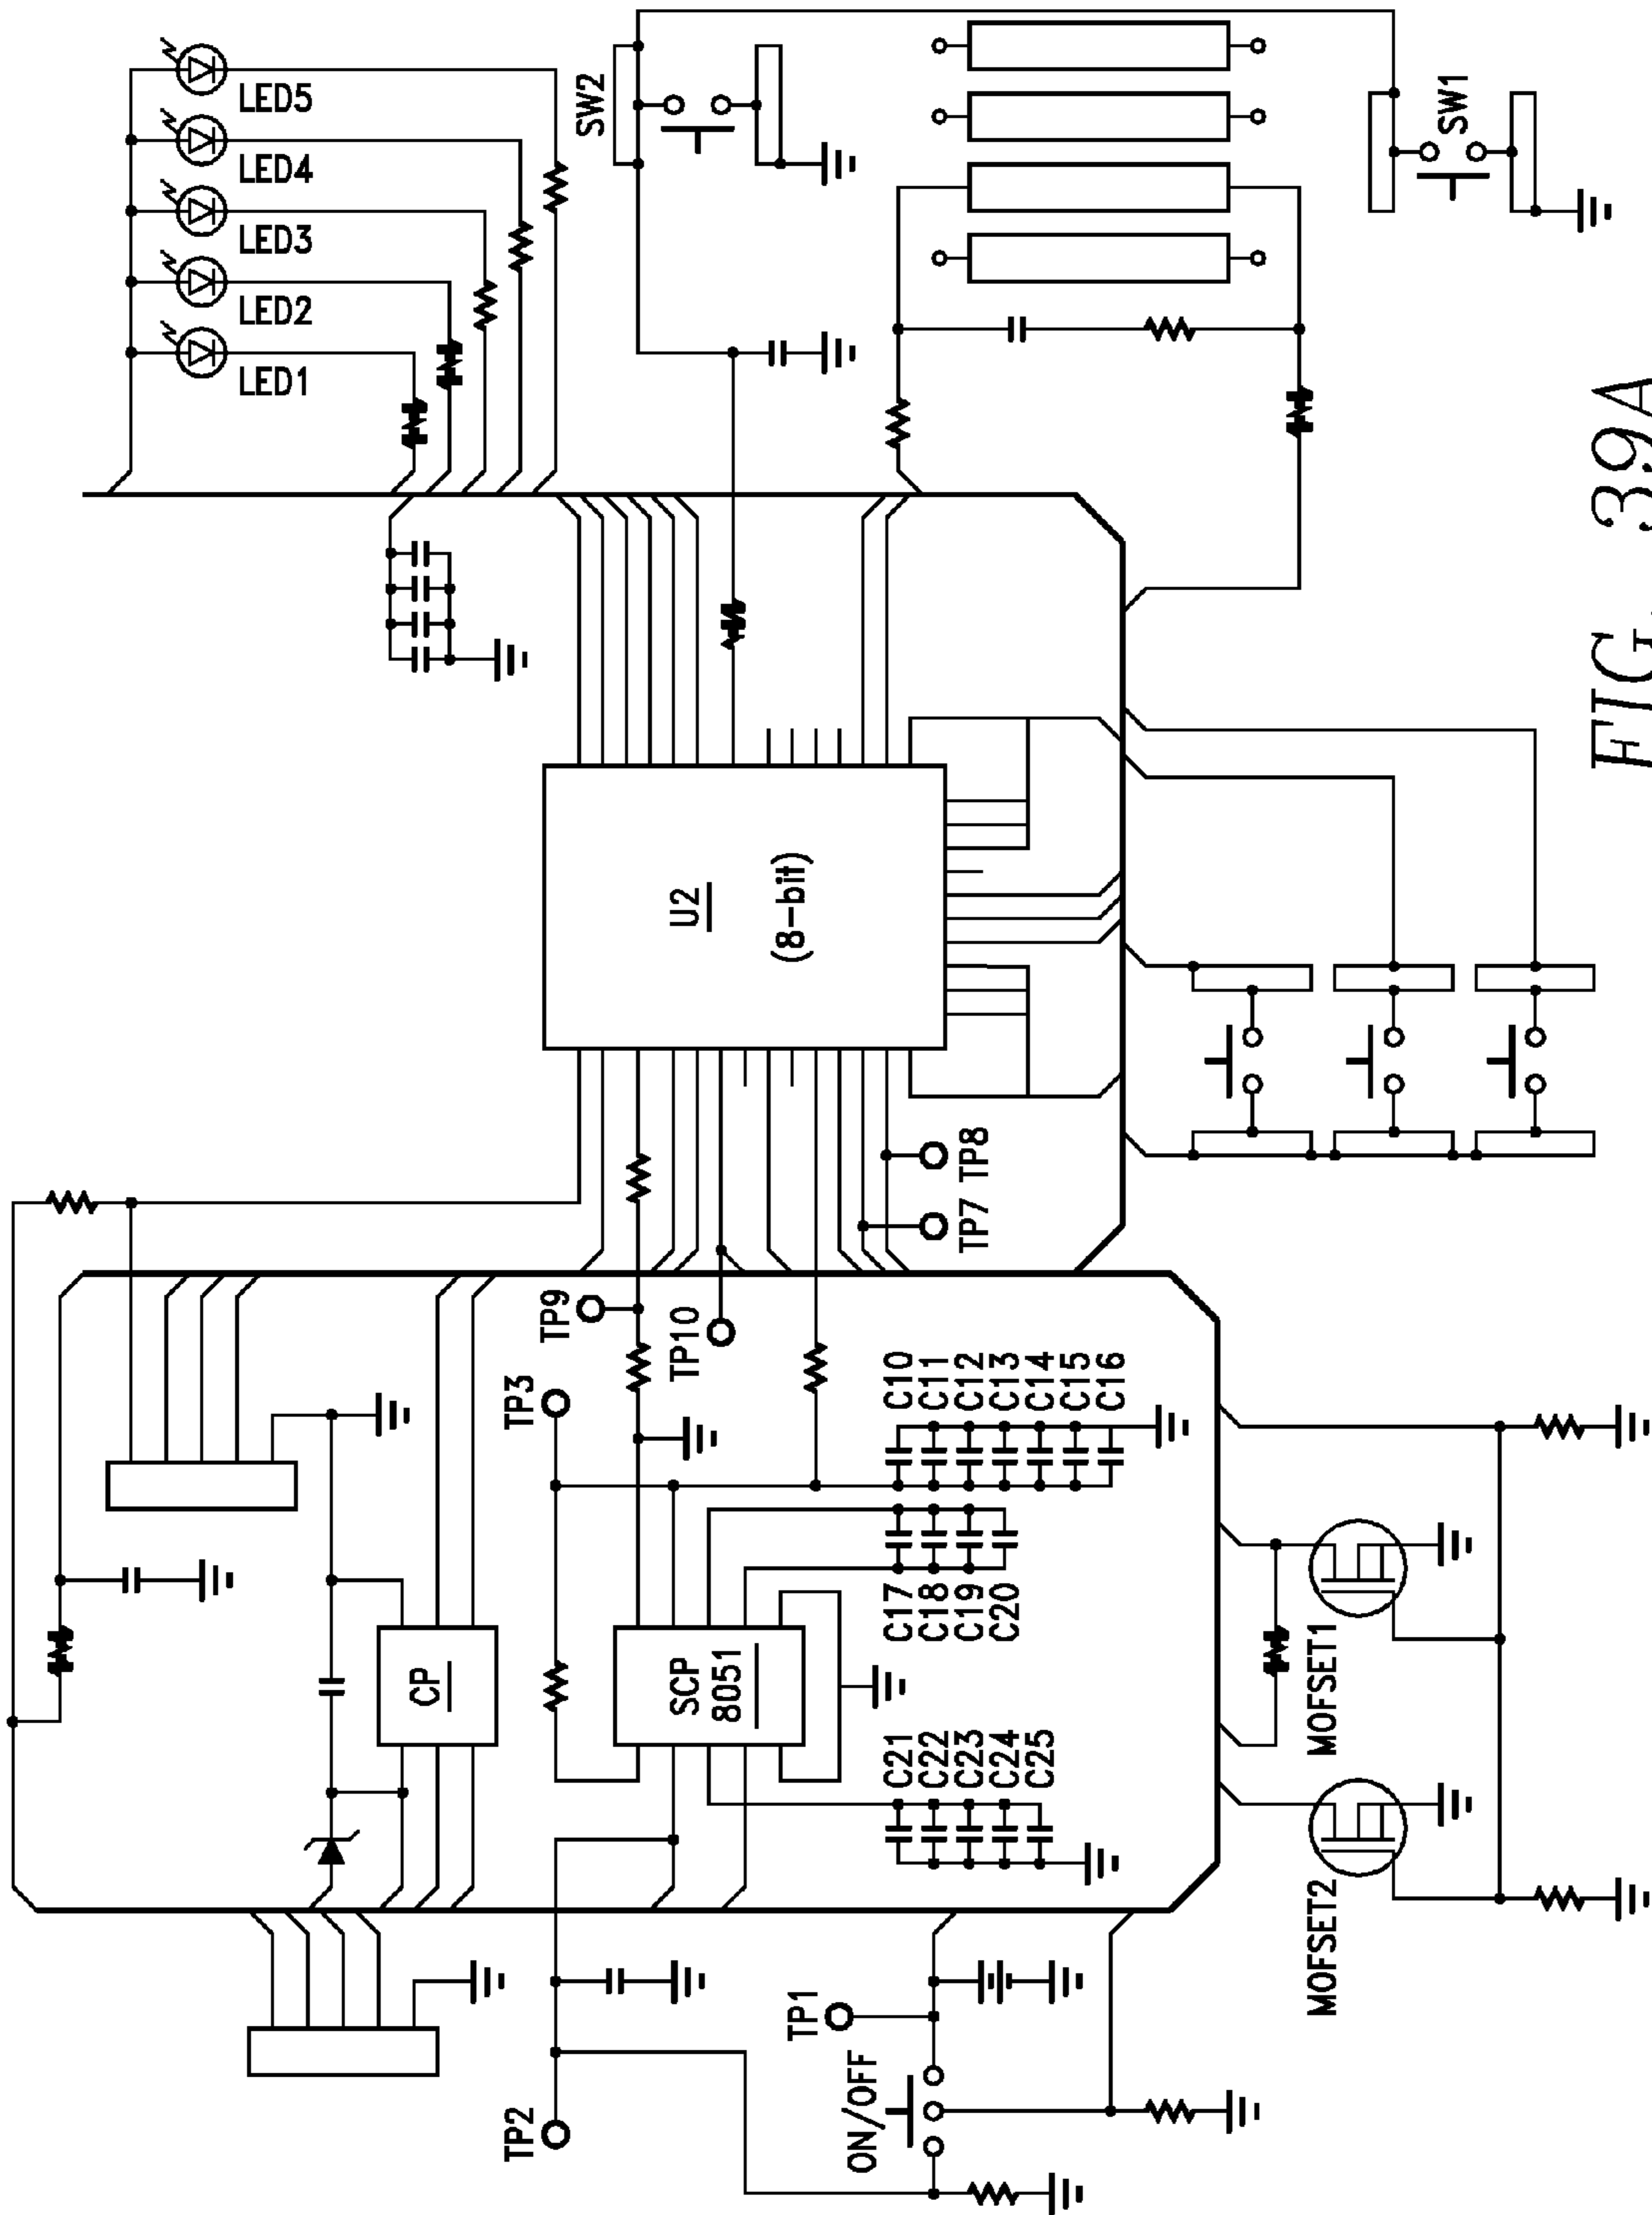 LED1
LED2
LED3
LED4
LED5
SW2
SW1
U2
(8-bit)
TP9
TP10
TP7
TP8
TP3
C10
C11
C12
C13
C14
C15
C16
CP
SCP
8051
C17
C18
C19
C20
C21
C22
C23
C24
C25
TP2
TP1
ON/OFF
MOFSET1
MOFSET2
FIG. 39A